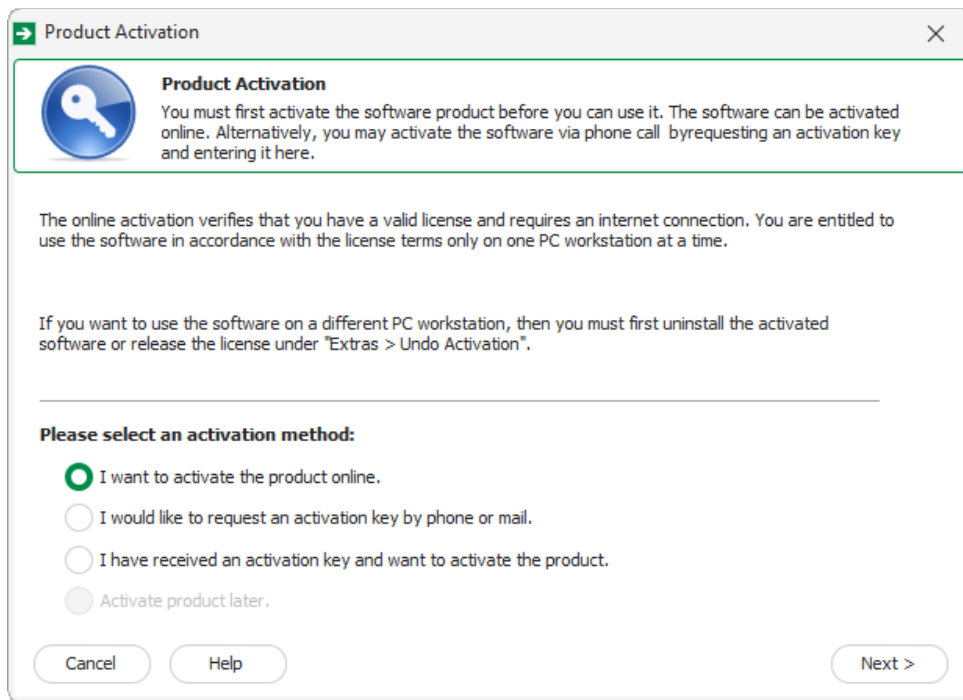 Product Activation
Product Activation
You must first activate the software product before you can use it. The software can be activated
online. Alternatively, you may activate the software via phone call  byrequesting an activation key
and entering it here.
The online activation verifies that you have a valid license and requires an internet connection. You are entitled to
use the software in accordance with the license terms only on one PC workstation at a time.
If you want to use the software on a different PC workstation, then you must first uninstall the activated
software or release the license under "Extras > Undo Activation".
Please select an activation method:
I want to activate the product online.
I would like to request an activation key by phone or mail.
I have received an activation key and want to activate the product.
Activate product later.
Cancel
Help
Next >